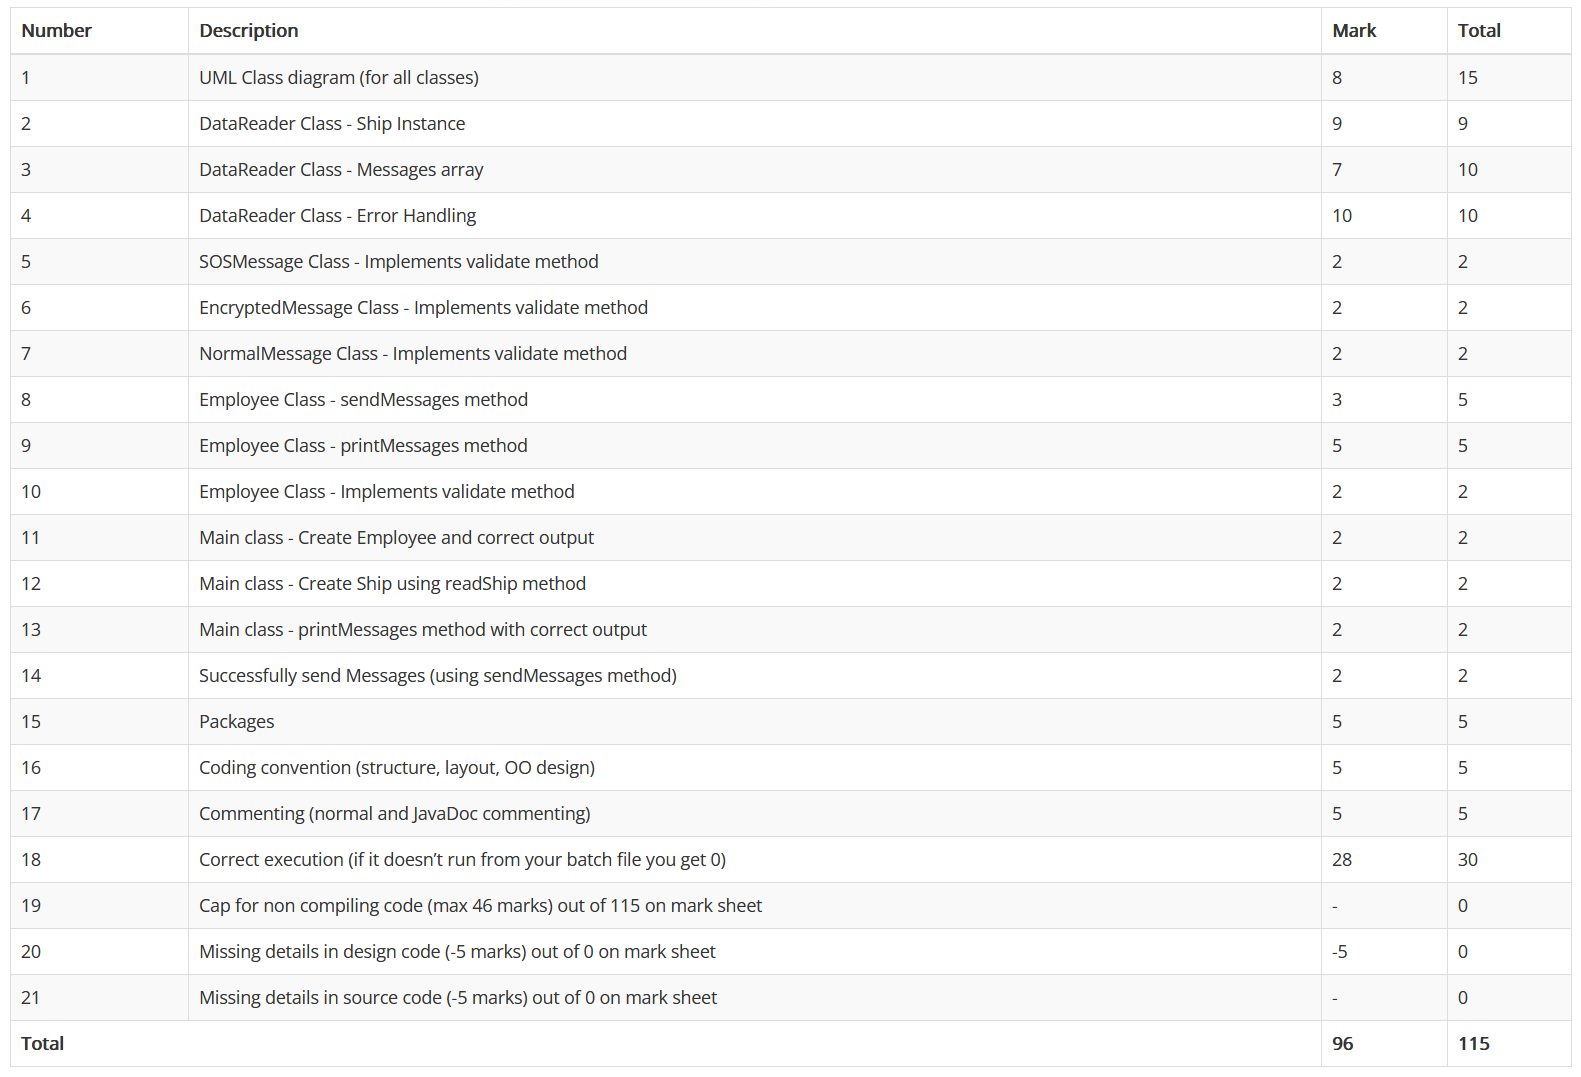 Number Description Mark Total
1 UML Class diagram (for all classes) 8 15
2 DataReader Class - Ship Instance 9 9
3 DataReader Class - Messages array 7 10
4 DataReader Class - Error Handling 10 10
5 SOSMessage Class - Implements validate method 2 2
6 EncryptedMessage Class - Implements validate method 2 2
7 NormalMessage Class - Implements validate method 2 2
8 Employee Class - sendMessages method 3 5
9 Employee Class - printMessages method 5 5
10 Employee Class - Implements validate method 2 2
11 Main class - Create Employee and correct output 2 2
12 Main class - Create Ship using readShip method 2 2
13 Main class - printMessages method with correct output 2 2
14 Successfully send Messages (using sendMessages method) 2 2
15 Packages 5 5
16 Coding convention (structure, layout, OO design) 5 5
17 Commenting (normal and JavaDoc commenting) 5 5
18 Correct execution (if it doesn’t run from your batch file you get 0) 28 30
19 Cap for non compiling code (max 46 marks) out of 115 on mark sheet - 0
20 Missing details in design code (-5 marks) out of 0 on mark sheet -5 0
21 Missing details in source code (-5 marks) out of 0 on mark sheet - 0
Total 96 115